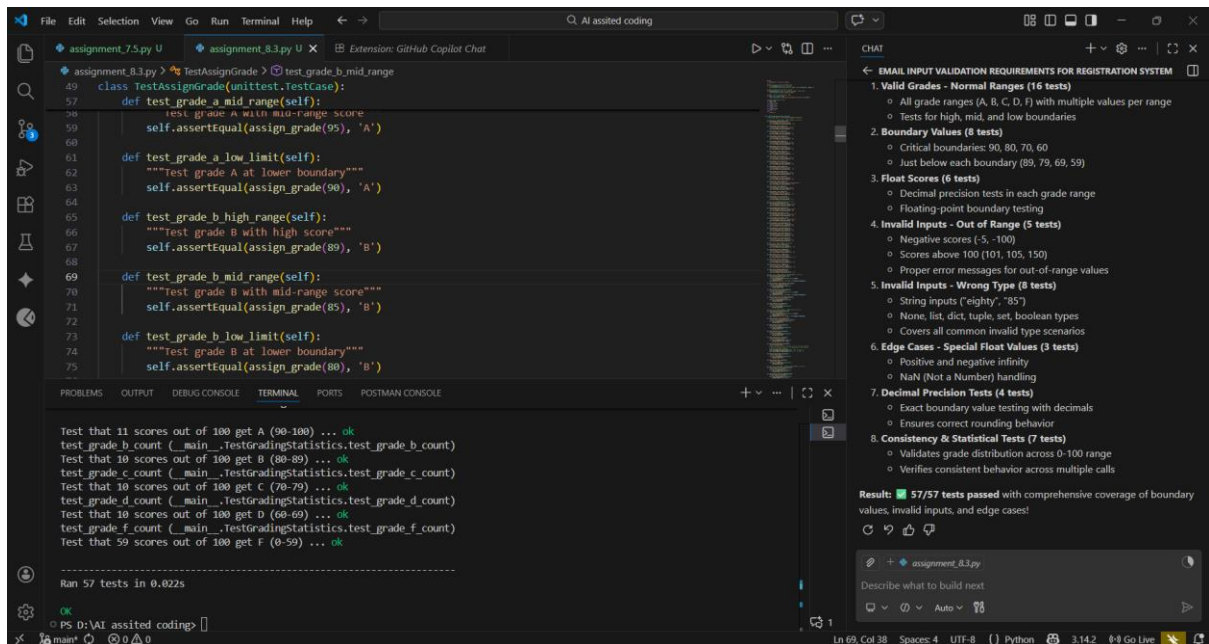 File Edit Selection View Go Run Terminal Help
AI assited coding
assignment_7.5.py U
assignment_8.3.py U
Extension: GitHub Copilot Chat
assignment_8.3.py > TestAssignGrade > test_grade_b_mid_range
49 class TestAssignGrade(unittest.TestCase):
57 def test_grade_a_mid_range(self):
58 """Test grade A with mid-range score"""
59 self.assertEqual(assign_grade(95), 'A')
60
61 def test_grade_a_low_limit(self):
62 """Test grade A at lower boundary"""
63 self.assertEqual(assign_grade(90), 'A')
64
65 def test_grade_b_high_range(self):
66 """Test grade B with high score"""
67 self.assertEqual(assign_grade(89), 'B')
68
69 def test_grade_b_mid_range(self):
70 """Test grade B with mid-range score"""
71 self.assertEqual(assign_grade(85), 'B')
72
73 def test_grade_b_low_limit(self):
74 """Test grade B at lower boundary"""
75 self.assertEqual(assign_grade(80), 'B')
PROBLEMS OUTPUT DEBUG CONSOLE TERMINAL PORTS POSTMAN CONSOLE
Test that 11 scores out of 100 get A (90-100) ... ok
test_grade_b_count (__main__.TestGradingStatistics.test_grade_b_count)
Test that 10 scores out of 100 get B (80-89) ... ok
test_grade_c_count (__main__.TestGradingStatistics.test_grade_c_count)
Test that 10 scores out of 100 get C (70-79) ... ok
test_grade_d_count (__main__.TestGradingStatistics.test_grade_d_count)
Test that 10 scores out of 100 get D (60-69) ... ok
test_grade_f_count (__main__.TestGradingStatistics.test_grade_f_count)
Test that 59 scores out of 100 get F (0-59) ... ok
----------------------------------------------------------------------
Ran 57 tests in 0.022s
OK
PS D:\AI assited coding>
CHAT
EMAIL INPUT VALIDATION REQUIREMENTS FOR REGISTRATION SYSTEM
1. Valid Grades - Normal Ranges (16 tests)
All grade ranges (A, B, C, D, F) with multiple values per range
Tests for high, mid, and low boundaries
2. Boundary Values (8 tests)
Critical boundaries: 90, 80, 70, 60
Just below each boundary (89, 79, 69, 59)
3. Float Scores (6 tests)
Decimal precision tests in each grade range
Floating-point boundary testing
4. Invalid Inputs - Out of Range (5 tests)
Negative scores (-5, -100)
Scores above 100 (101, 105, 150)
Proper error messages for out-of-range values
5. Invalid Inputs - Wrong Type (8 tests)
String inputs ("eighty", "85")
None, list, dict, tuple, set, boolean types
Covers all common invalid type scenarios
6. Edge Cases - Special Float Values (3 tests)
Positive and negative infinity
NaN (Not a Number) handling
7. Decimal Precision Tests (4 tests)
Exact boundary value testing with decimals
Ensures correct rounding behavior
8. Consistency & Statistical Tests (7 tests)
Validates grade distribution across 0-100 range
Verifies consistent behavior across multiple calls
Result: ✅ 57/57 tests passed with comprehensive coverage of boundary
values, invalid inputs, and edge cases!
assignment_8.3.py
Describe what to build next
Auto
1
3
main* 0 0 Ln 69, Col 38 Spaces: 4 UTF-8 {} Python 3.14.2 Go Live